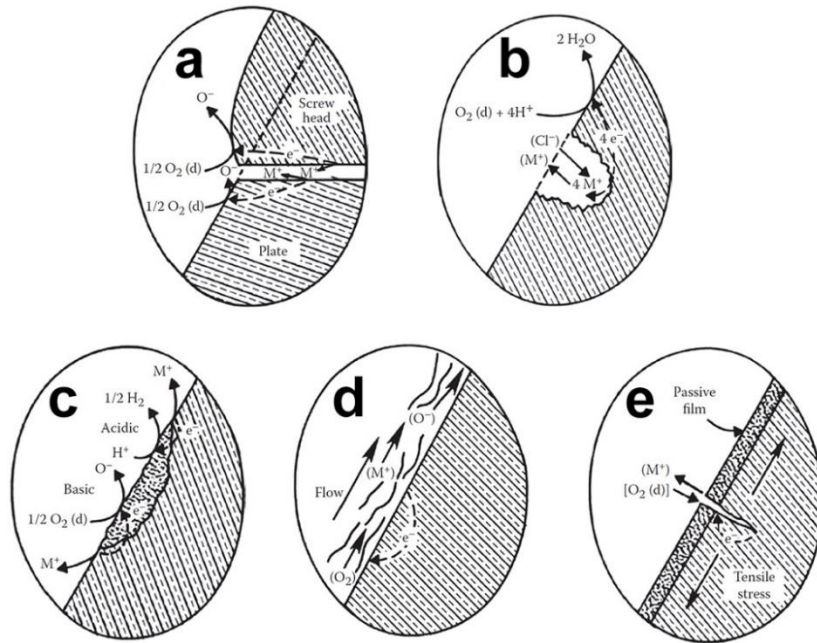 a
O⁻
Screw
head
1/2 O₂ (d)
e⁻
M⁺
M⁺
O⁻
1/2 O₂ (d)
e⁻
Plate
b
2 H₂O
O₂ (d) + 4H⁺
4 e⁻
(Cl⁻)
(M⁺)
4 M⁺
c
M⁺
1/2 H₂
Acidic
H⁺
e⁻
O⁻
Basic
1/2 O₂ (d)
e⁻
M⁺
d
(O⁻)
(M⁺)
Flow
e⁻
(O₂)
e
Passive
film
(M⁺)
[O₂ (d)]
e⁻
Tensile
stress